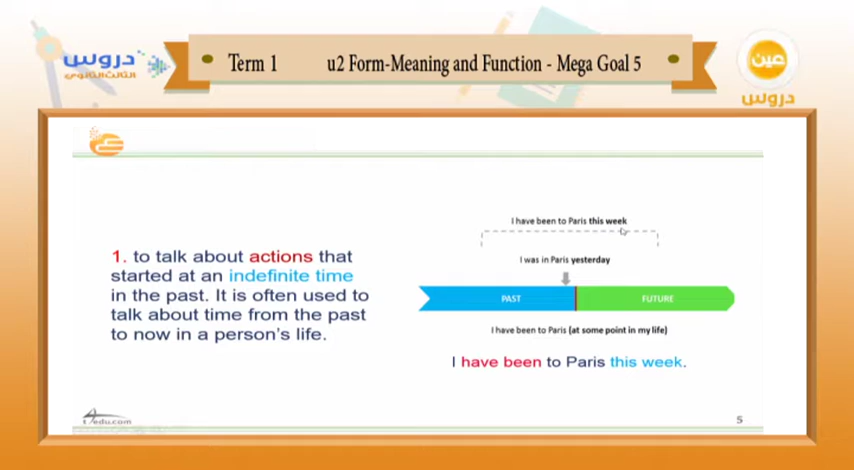 دروس
الثالث الثانوي
Term 1
u2 Form-Meaning and Function - Mega Goal 5
عين
دروس
1. to talk about actions that
started at an indefinite time
in the past. It is often used to
talk about time from the past
to now in a person's life.
I have been to Paris this week
I was in Paris yesterday
PAST
FUTURE
I have been to Paris (at some point in my life)
I have been to Paris this week.
t4edu.com
5